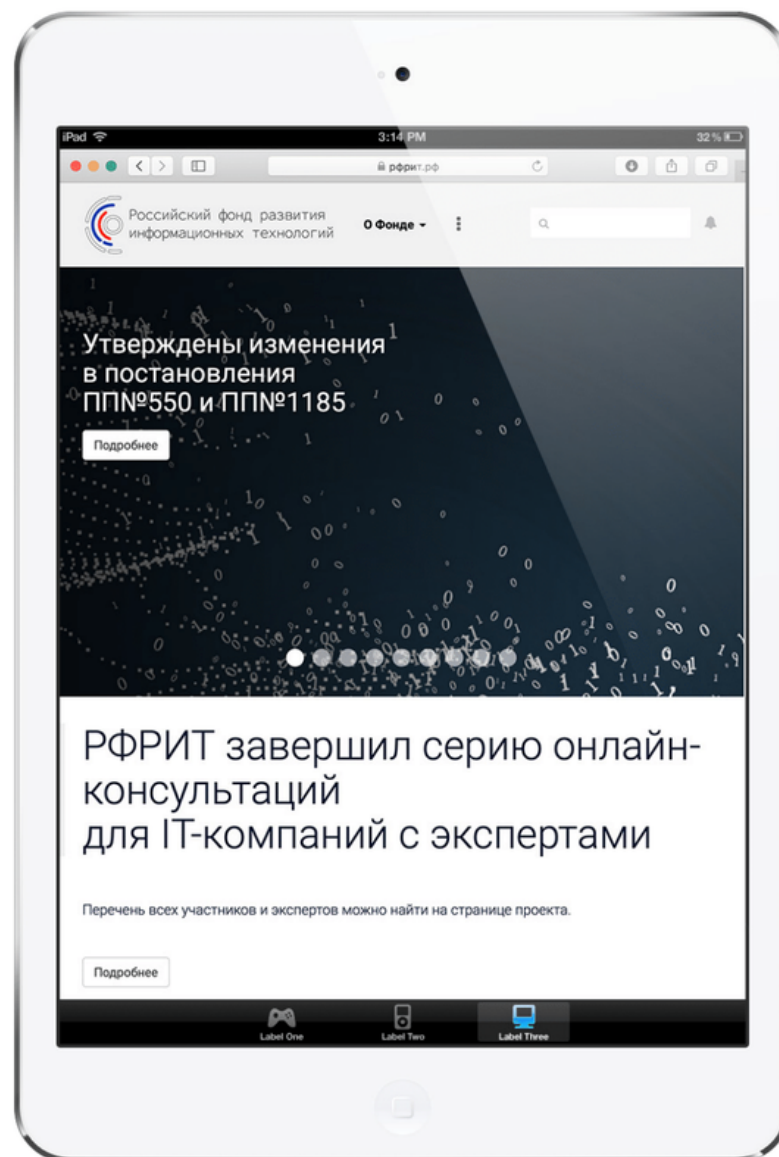 iPad 3:14 PM 32 %
рфрит.рф
Российский фонд развития
информационных технологий
О Фонде
Утверждены изменения
в постановления
ПП№550 и ПП№1185
Подробнее
РФРИТ завершил серию онлайн-
консультаций
для IT-компаний с экспертами
Перечень всех участников и экспертов можно найти на странице проекта.
Подробнее
Label One Label Two Label Three